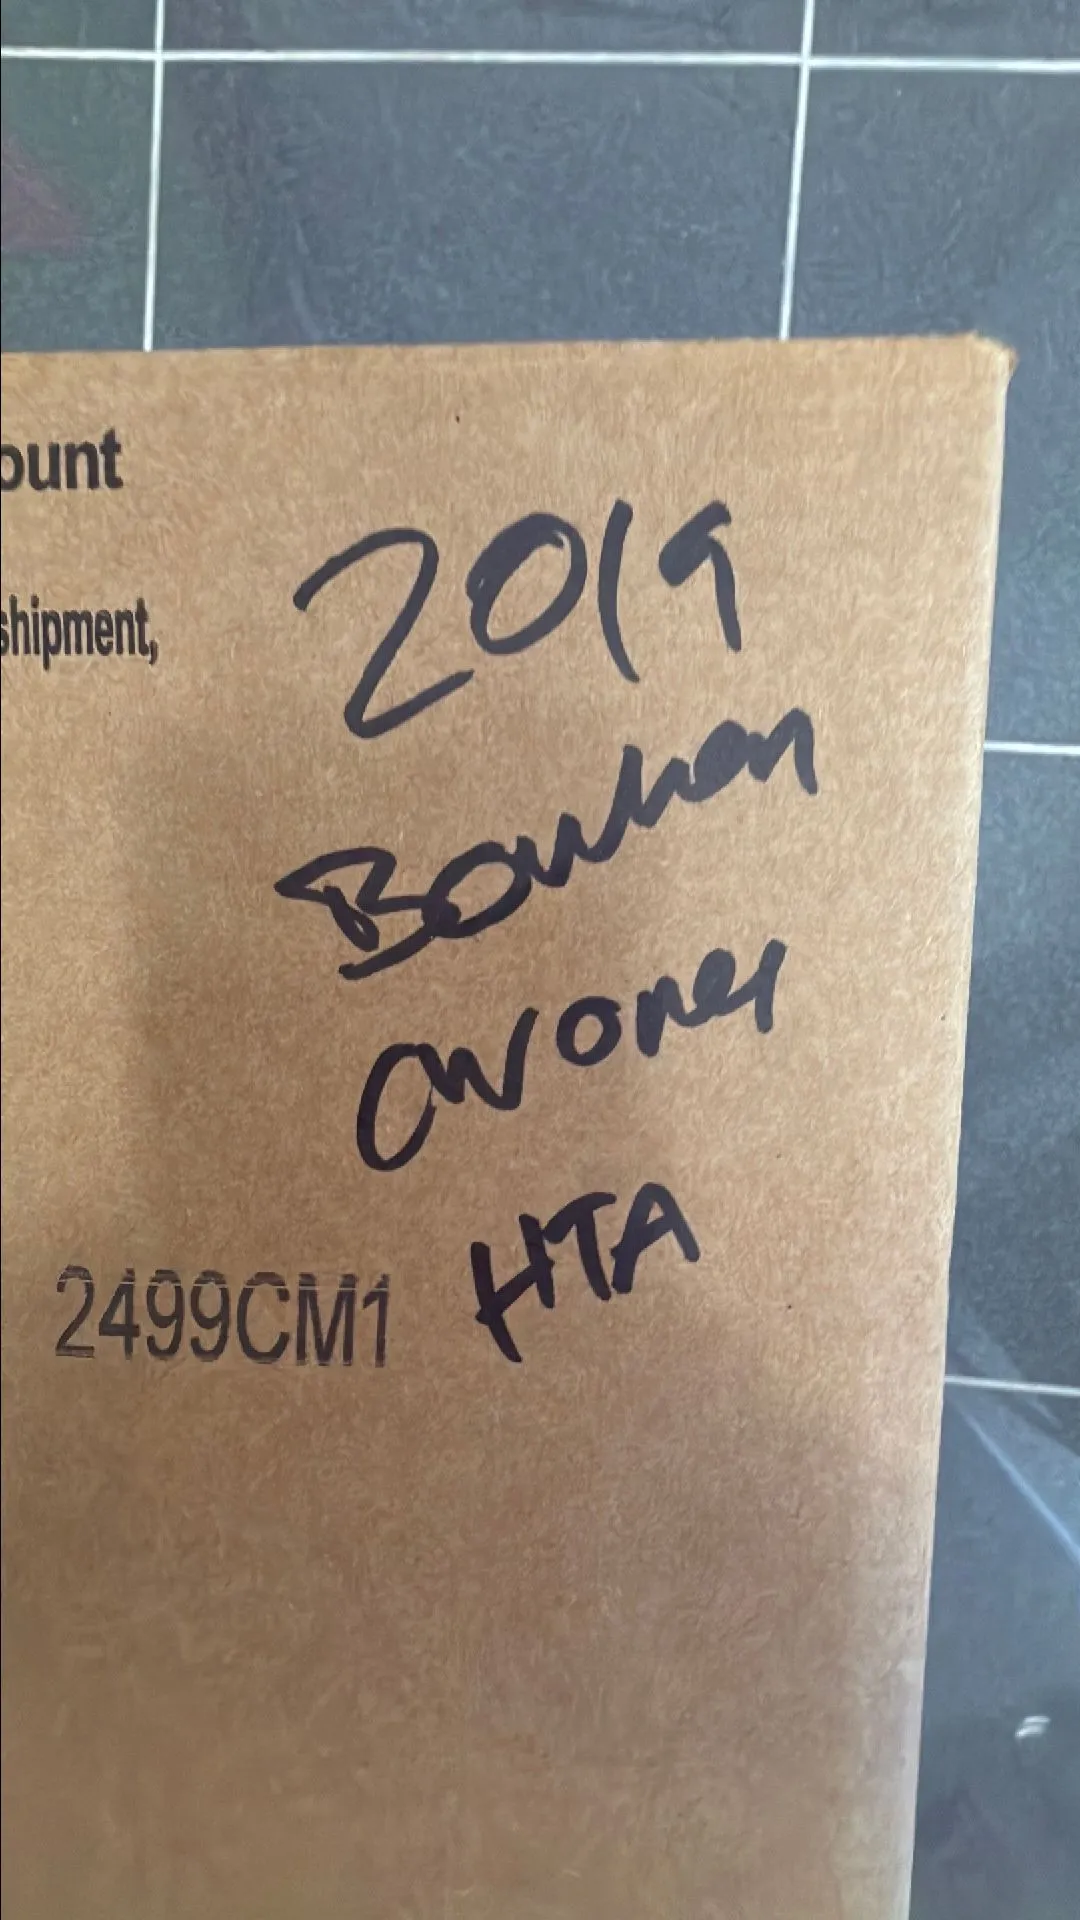 ount
shipment,
2019
Bowman
Chrome
HTA
2499CM1